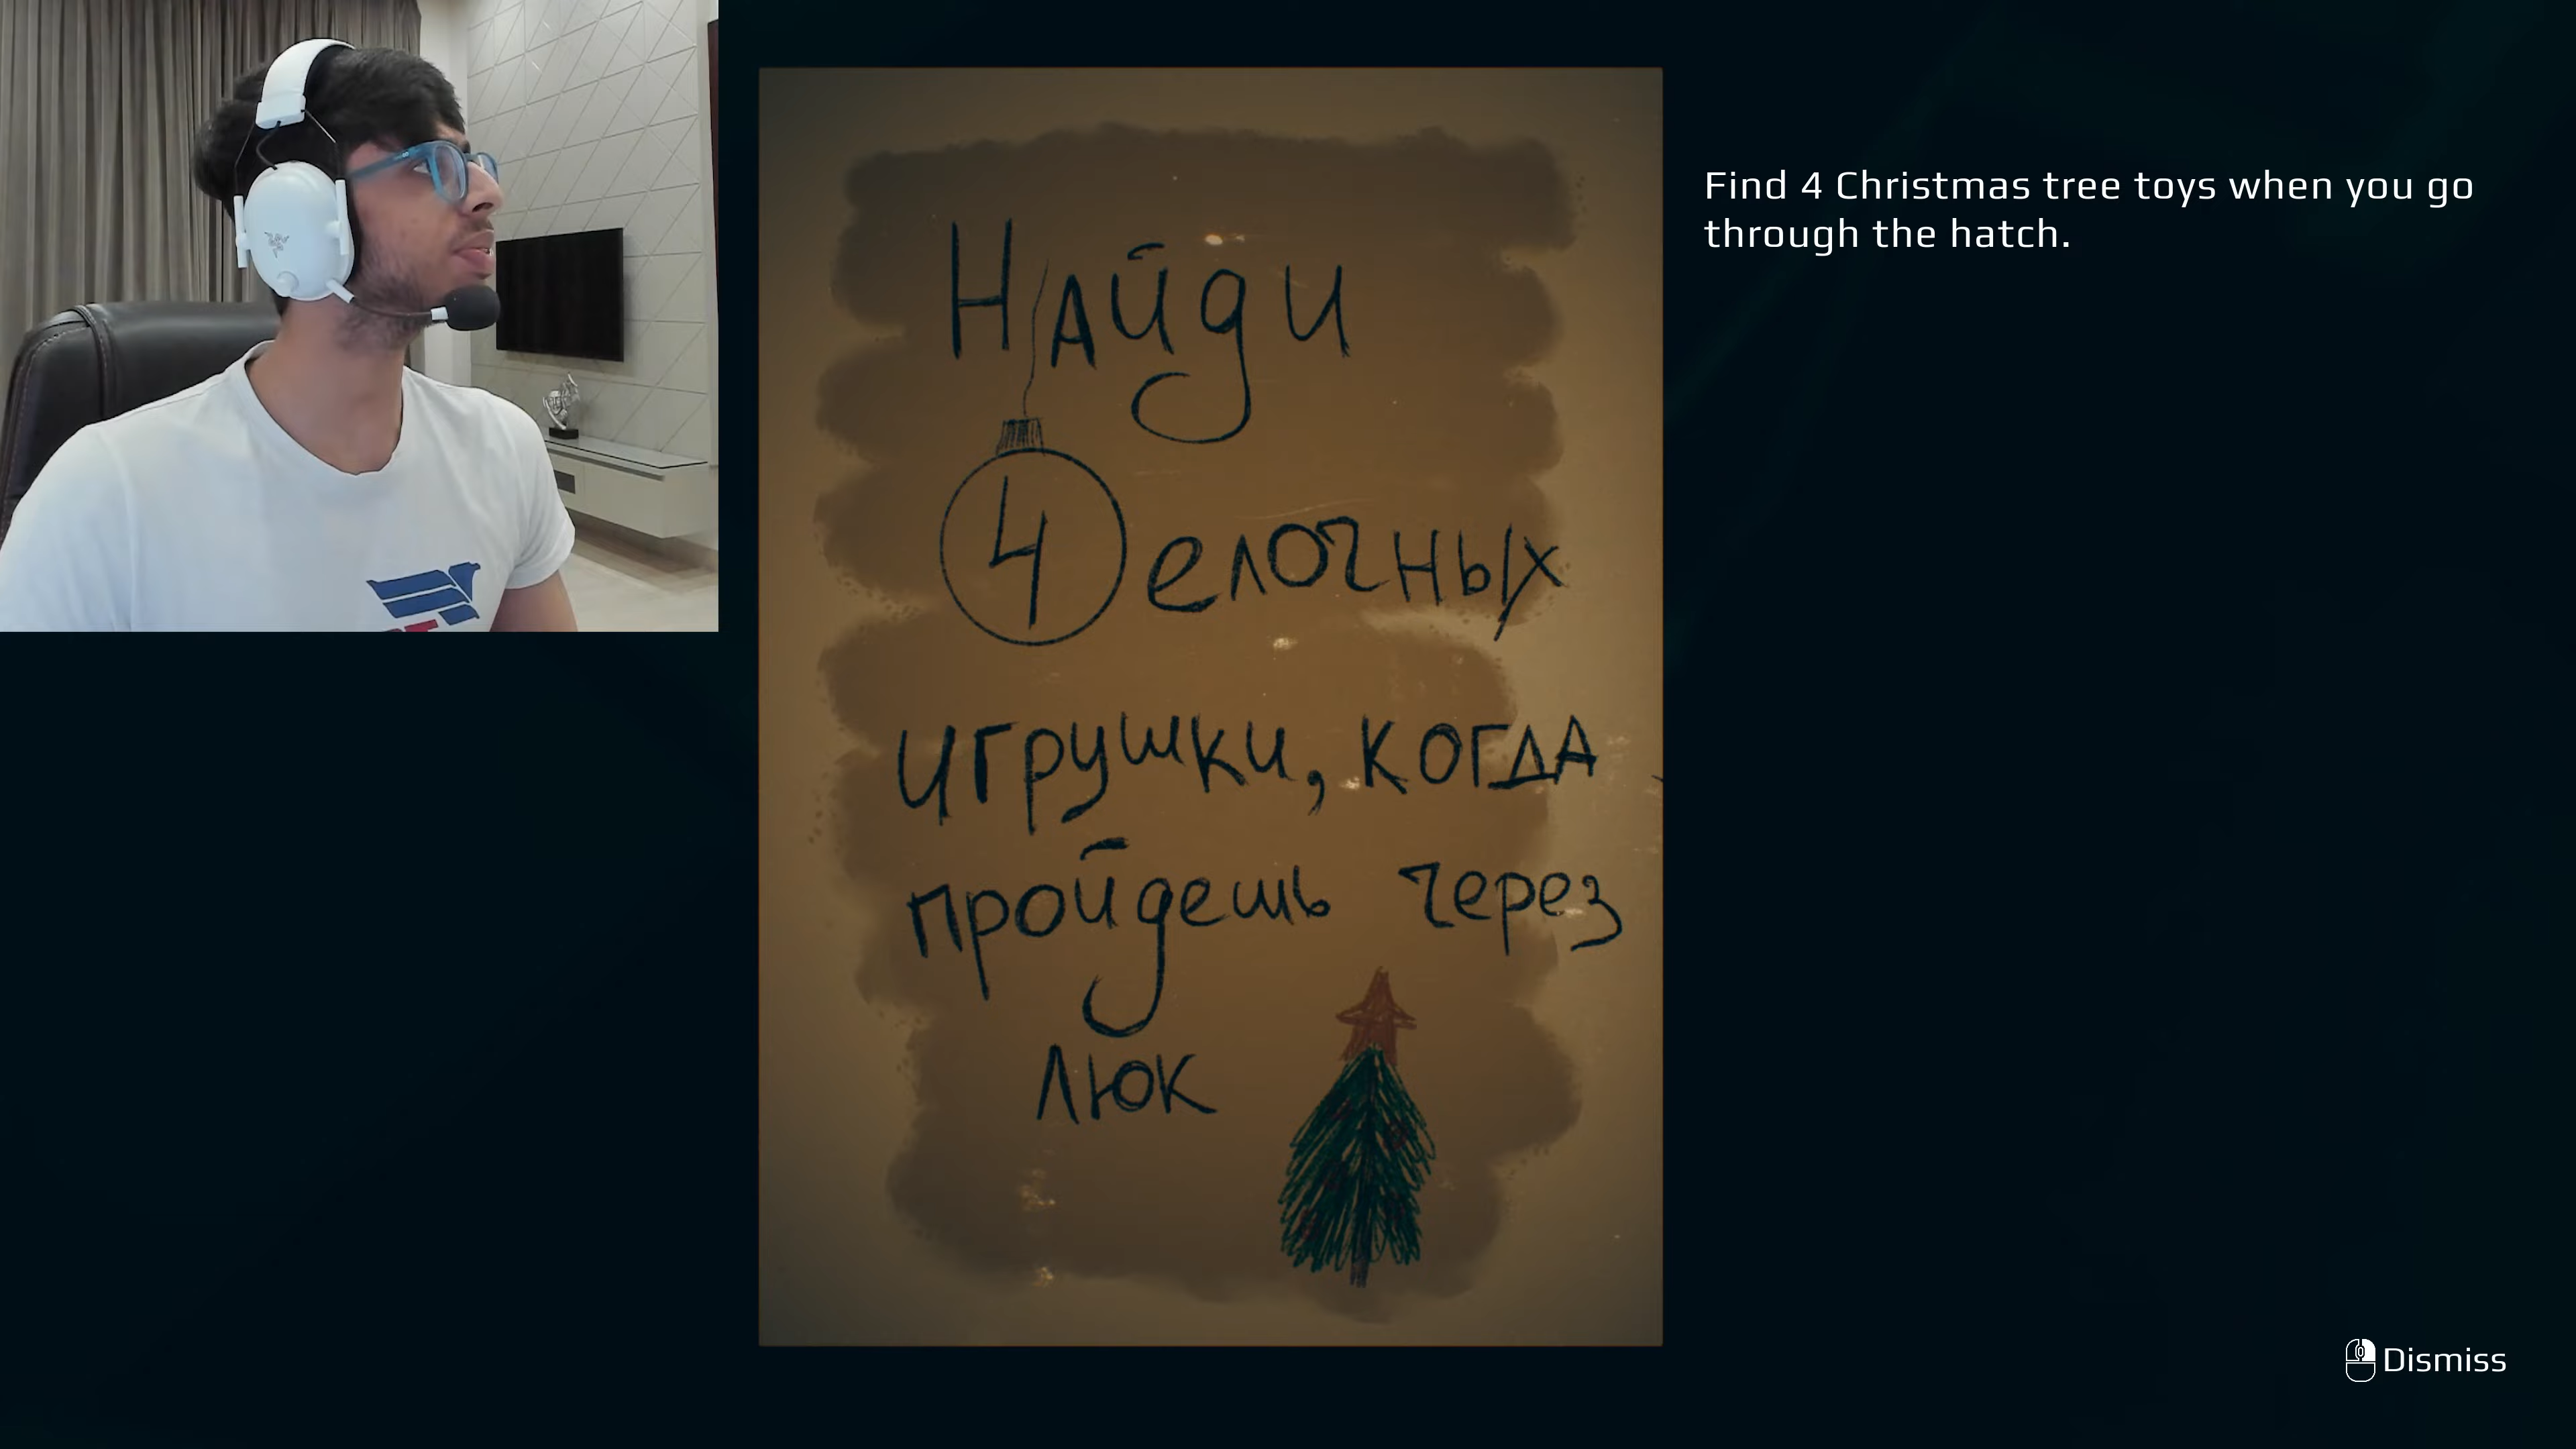 Найди
4 елочных
игрушки, когда
пройдешь через
люк
Find 4 Christmas tree toys when you go
through the hatch.
Dismiss